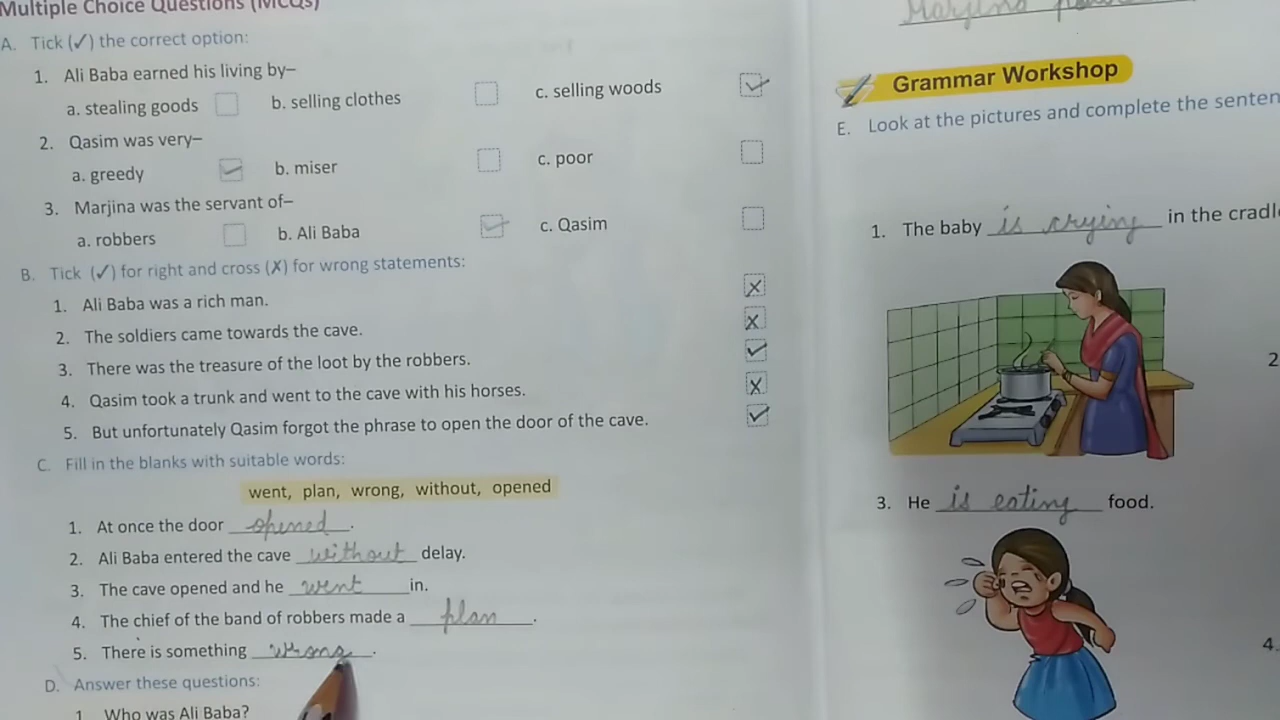 Multiple Choice Questions (MCQs)
A. Tick (✓) the correct option:
1. Ali Baba earned his living by–
a. stealing goods b. selling clothes c. selling woods ✓
2. Qasim was very–
a. greedy ✓ b. miser c. poor
3. Marjina was the servant of–
a. robbers b. Ali Baba ✓ c. Qasim
B. Tick (✓) for right and cross (✗) for wrong statements:
1. Ali Baba was a rich man. ✗
2. The soldiers came towards the cave. ✗
3. There was the treasure of the loot by the robbers. ✓
4. Qasim took a trunk and went to the cave with his horses. ✗
5. But unfortunately Qasim forgot the phrase to open the door of the cave. ✓
C. Fill in the blanks with suitable words:
went, plan, wrong, without, opened
1. At once the door opened.
2. Ali Baba entered the cave without delay.
3. The cave opened and he went in.
4. The chief of the band of robbers made a plan.
5. There is something wrong.
D. Answer these questions:
1 Who was Ali Baba?
Marjina
Grammar Workshop
E. Look at the pictures and complete the senten
1. The baby is crying in the cradle
2
3. He is eating food.
4.